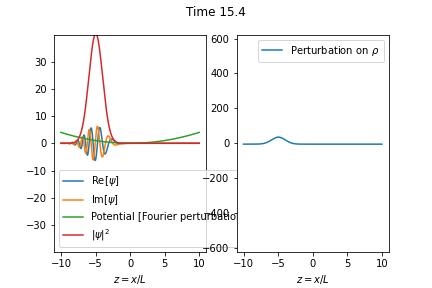 Time 15.4
30
20
10
0
−10
−20
−30
Re[ψ]
Im[ψ]
Potential [Fourier perturbatio
|ψ|²
−10 −5 0 5 10
z = x/L
600
400
200
0
−200
−400
−600
Perturbation on ρ
−10 −5 0 5 10
z = x/L